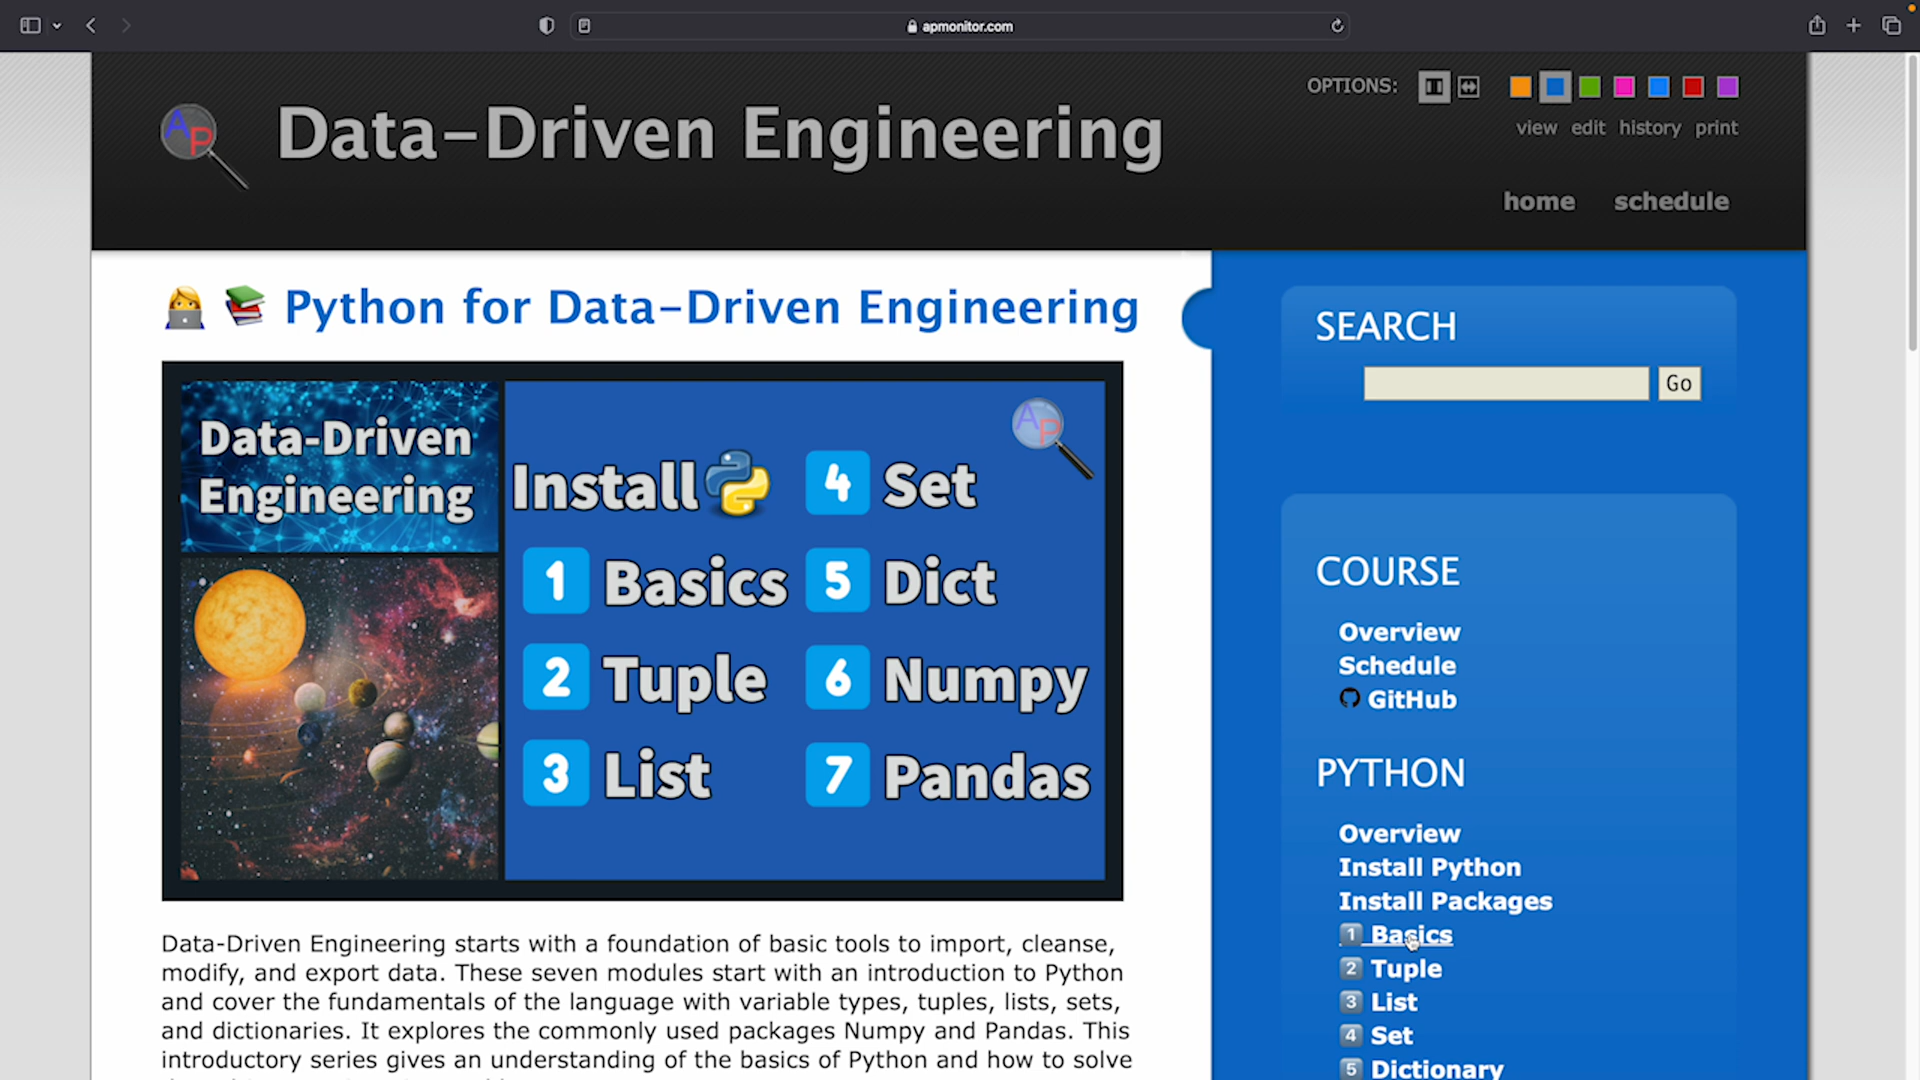 apmonitor.com
AP
Data-Driven Engineering
OPTIONS:
view edit history print
home schedule
Python for Data-Driven Engineering
Data-Driven
Engineering
AP
Install
4 Set
1 Basics
5 Dict
2 Tuple
6 Numpy
3 List
7 Pandas
Data-Driven Engineering starts with a foundation of basic tools to import, cleanse,
modify, and export data. These seven modules start with an introduction to Python
and cover the fundamentals of the language with variable types, tuples, lists, sets,
and dictionaries. It explores the commonly used packages Numpy and Pandas. This
introductory series gives an understanding of the basics of Python and how to solve
SEARCH
Go
COURSE
Overview
Schedule
GitHub
PYTHON
Overview
Install Python
Install Packages
1 Basics
2 Tuple
3 List
4 Set
5 Dictionary